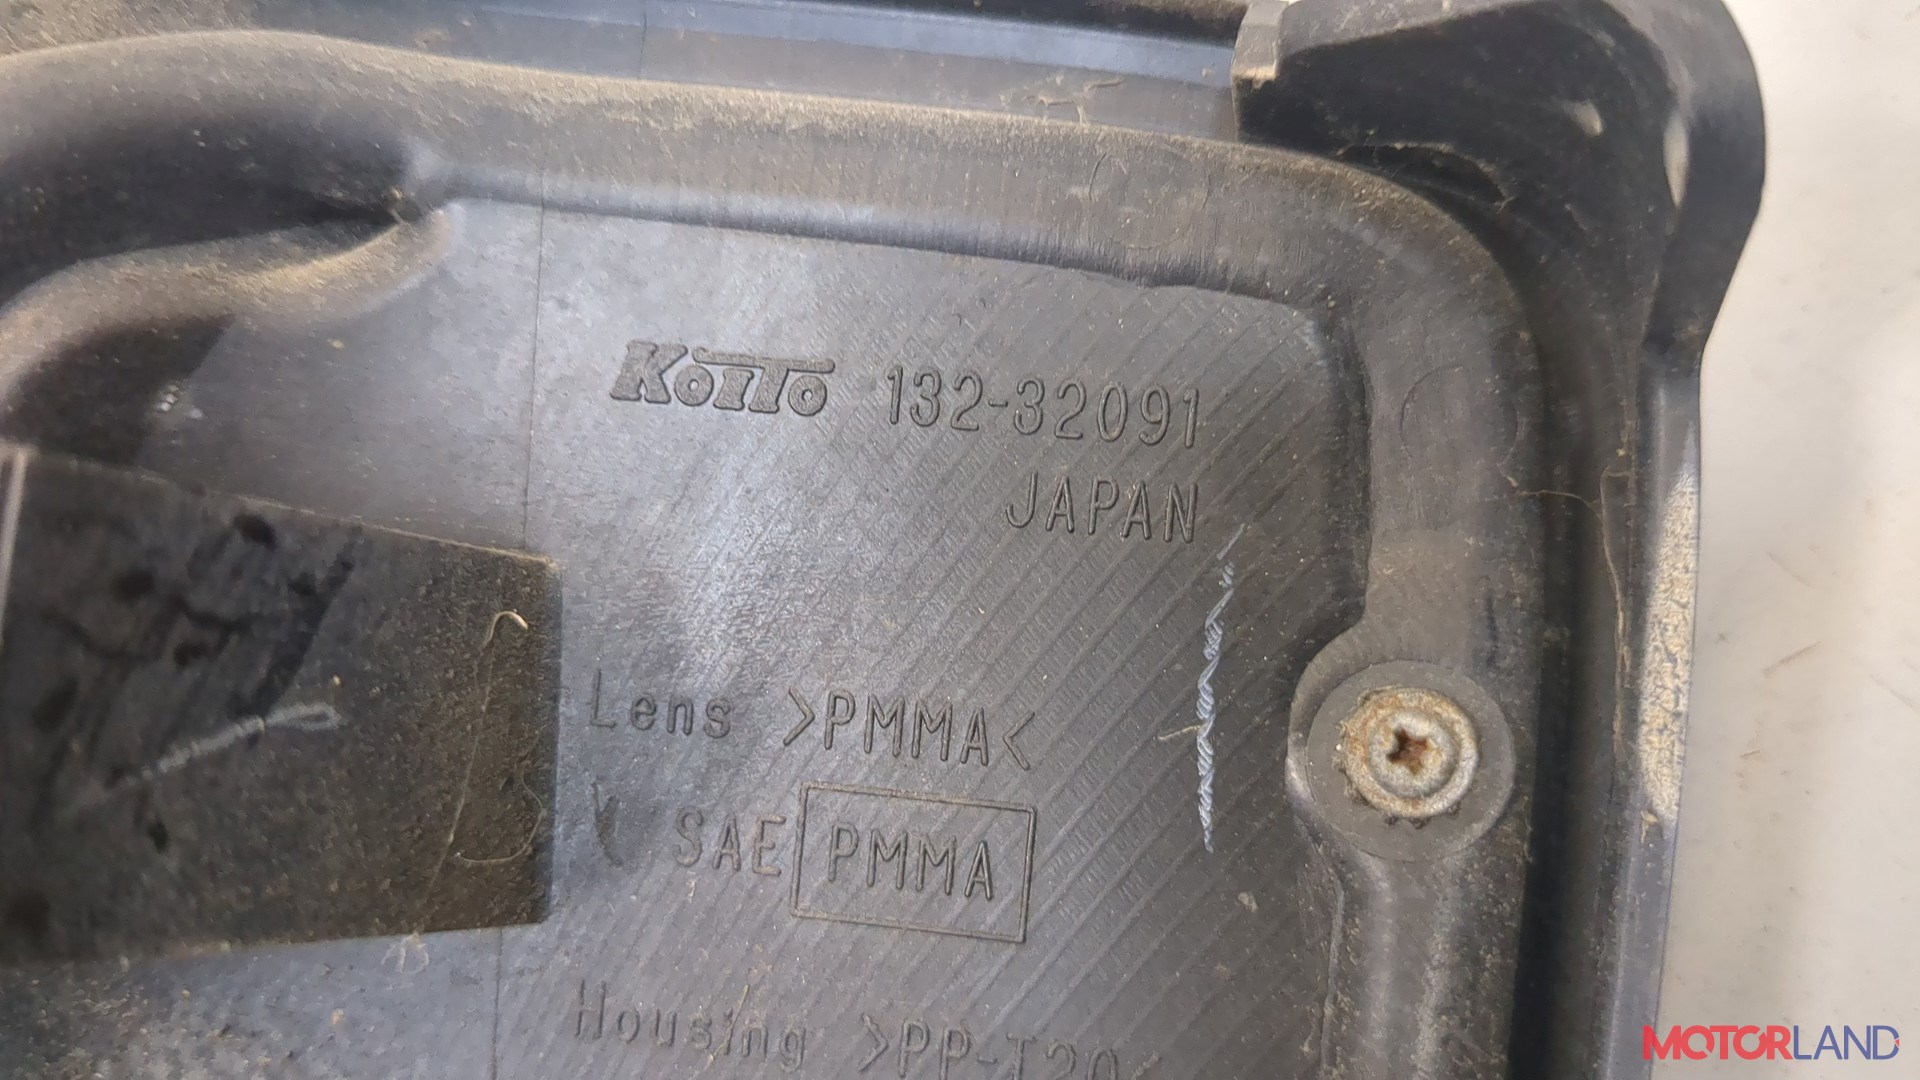 KOITO 132-32091
JAPAN
Lens >PMMA<
SAE PMMA
Housing >PP-T20<
MOTORLAND